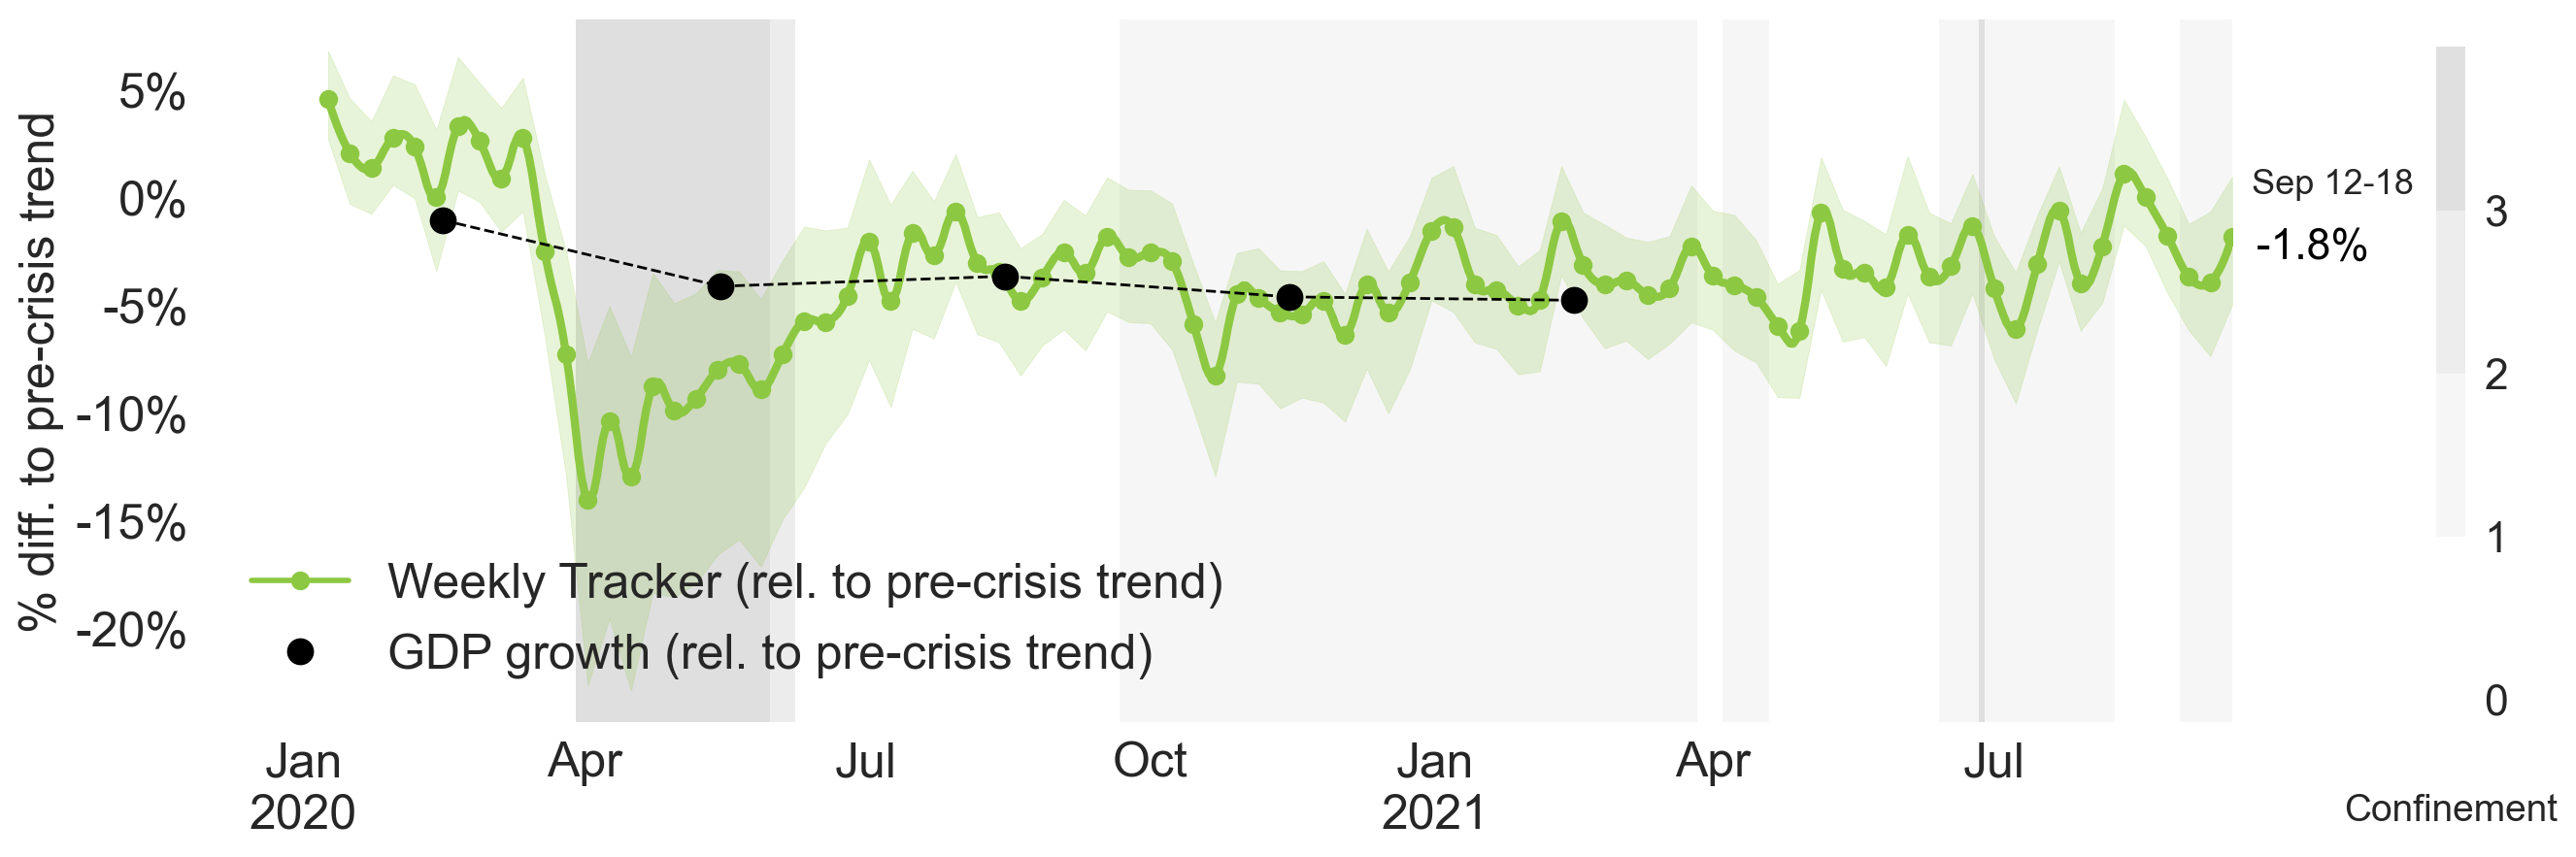 % diff. to pre-crisis trend
5%
0%
-5%
-10%
-15%
-20%
Weekly Tracker (rel. to pre-crisis trend)
GDP growth (rel. to pre-crisis trend)
Jan
2020
Apr
Jul
Oct
Jan
2021
Apr
Jul
Sep 12-18
-1.8%
3
2
1
0
Confinement